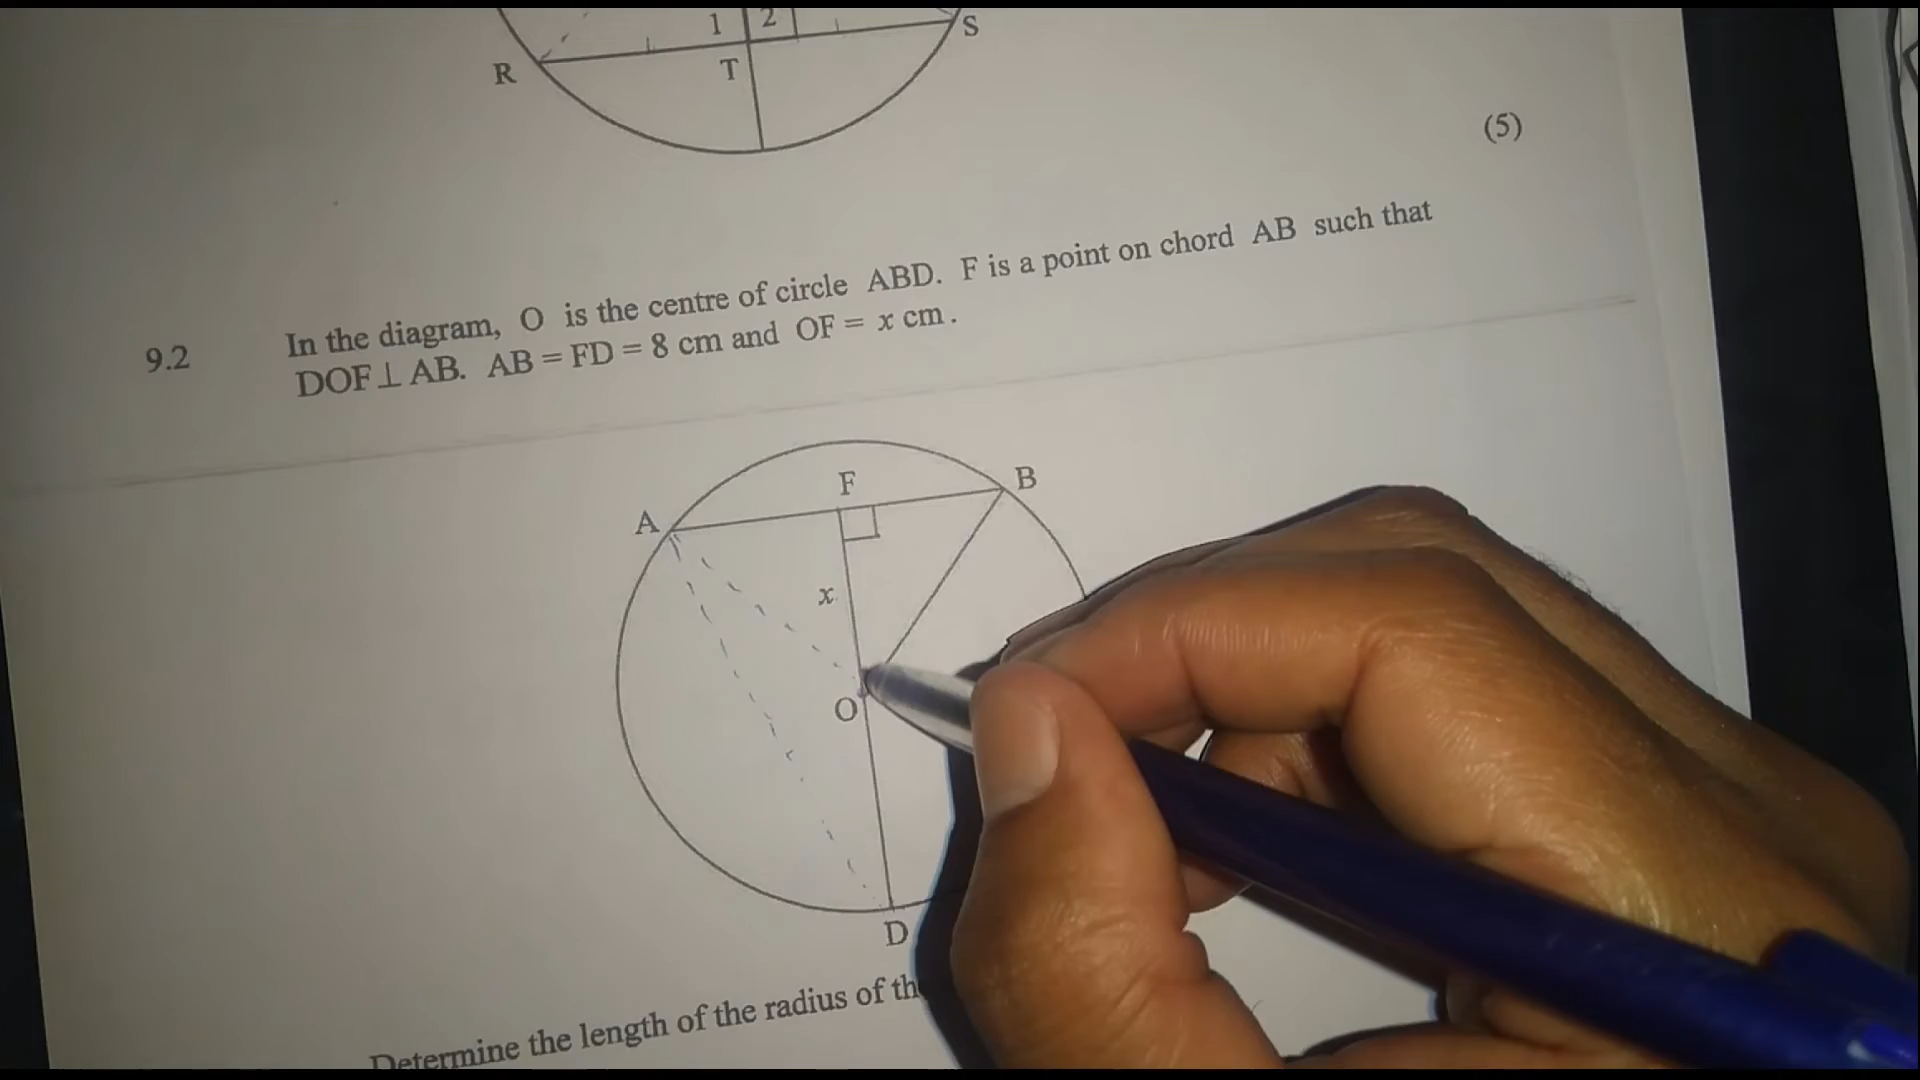 1 2
S
R
T
(5)
9.2 In the diagram, O is the centre of circle ABD. F is a point on chord AB such that
DOF ⊥ AB. AB = FD = 8 cm and OF = x cm.
F
B
A
x
O
D
Determine the length of the radius of th